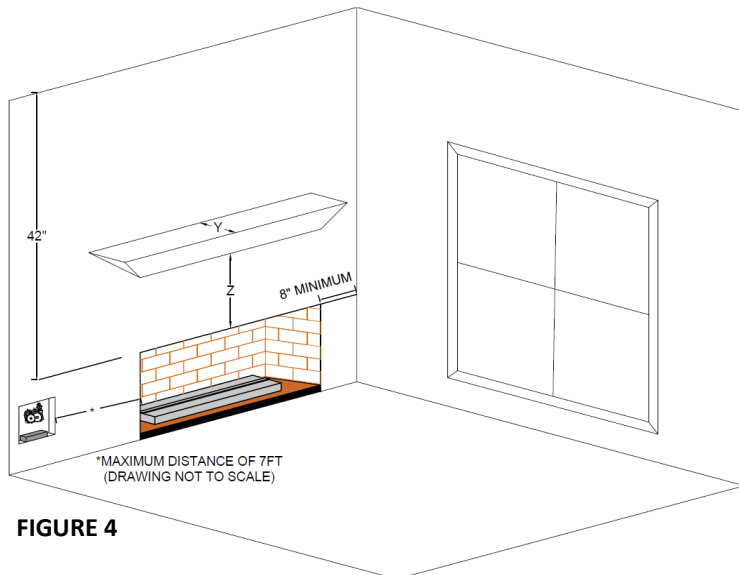 Y
42"
Z
8" MINIMUM
*
*MAXIMUM DISTANCE OF 7FT
(DRAWING NOT TO SCALE)
FIGURE 4